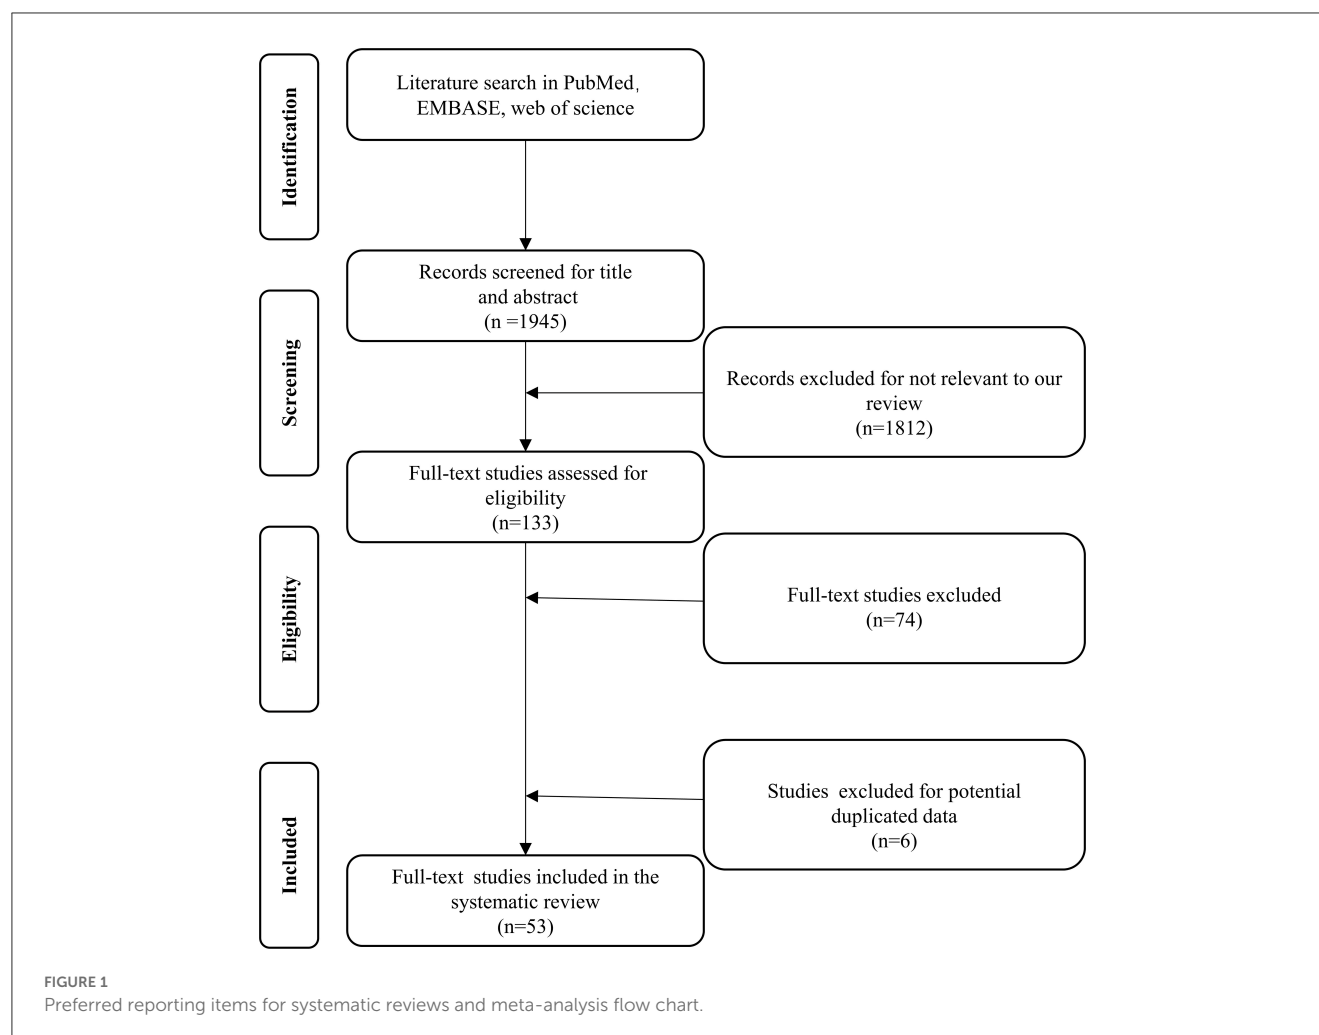 Identification
Literature search in PubMed,
EMBASE, web of science
Records screened for title
and abstract
(n =1945)
Screening
Records excluded for not relevant to our
review
(n=1812)
Full-text studies assessed for
eligibility
(n=133)
Eligibility
Full-text studies excluded
(n=74)
Included
Studies excluded for potential
duplicated data
(n=6)
Full-text studies included in the
systematic review
(n=53)
FIGURE 1
Preferred reporting items for systematic reviews and meta-analysis flow chart.